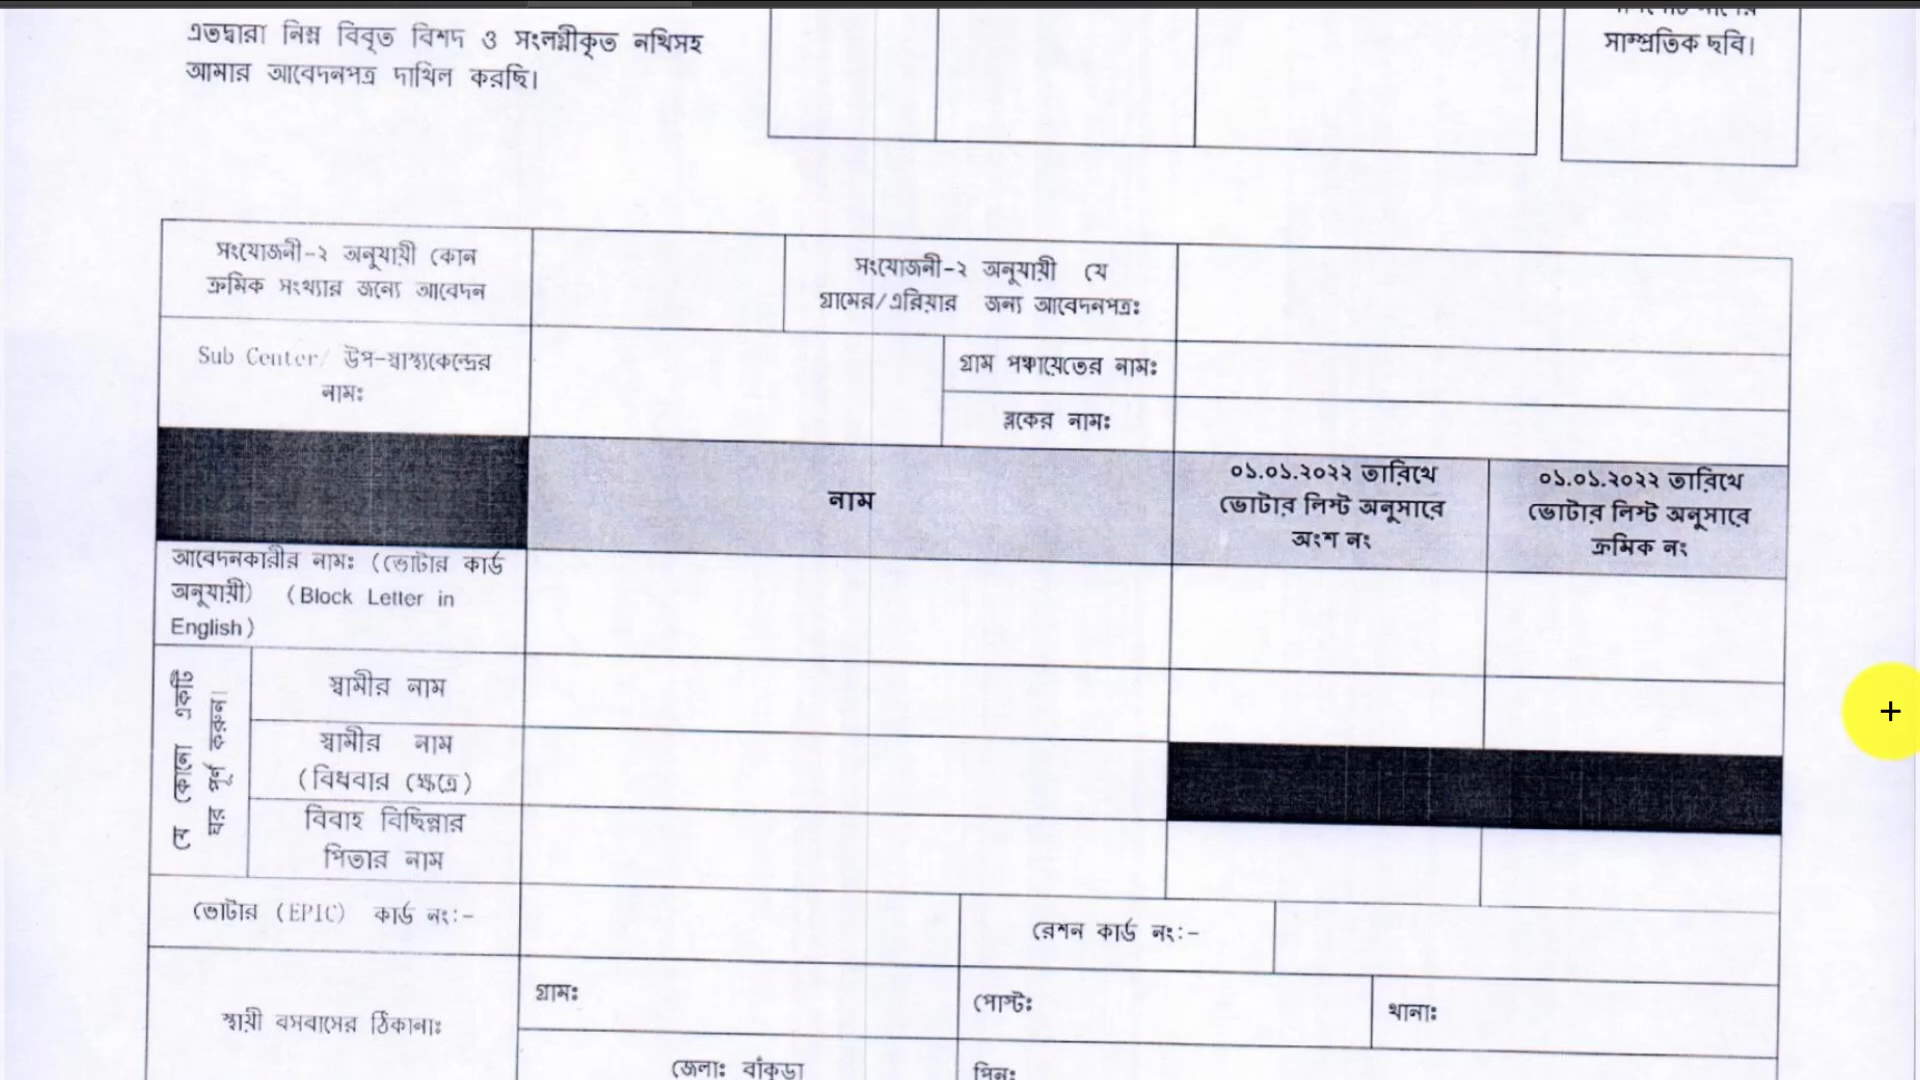 এতদ্বারা নিম্ন বিবৃত বিশদ ও সংলগ্নীকৃত নথিসহ
আমার আবেদনপত্র দাখিল করছি।
সাম্প্রতিক ছবি।
সংযোজনী-২ অনুযায়ী কোন
ক্রমিক সংখ্যার জন্যে আবেদন
সংযোজনী-২ অনুযায়ী যে
গ্রামের/এরিয়ার জন্য আবেদনপত্রঃ
Sub Center/ উপ-স্বাস্থ্যকেন্দ্রের
নামঃ
গ্রাম পঞ্চায়েতের নামঃ
ব্লকের নামঃ
নাম
০১.০১.২০২২ তারিখে
ভোটার লিস্ট অনুসারে
অংশ নং
০১.০১.২০২২ তারিখে
ভোটার লিস্ট অনুসারে
ক্রমিক নং
আবেদনকারীর নামঃ (ভোটার কার্ড
অনুযায়ী) (Block Letter in
English)
যে কোনো একটি
ঘর পূর্ণ করুন।
স্বামীর নাম
স্বামীর নাম
(বিধবার ক্ষেত্রে)
বিবাহ বিছিন্নার
পিতার নাম
ভোটার (EPIC) কার্ড নং:-
রেশন কার্ড নং:-
স্থায়ী বসবাসের ঠিকানাঃ
গ্রামঃ
পোস্টঃ
থানাঃ
জেলাঃ বাঁকুড়া
পিনঃ